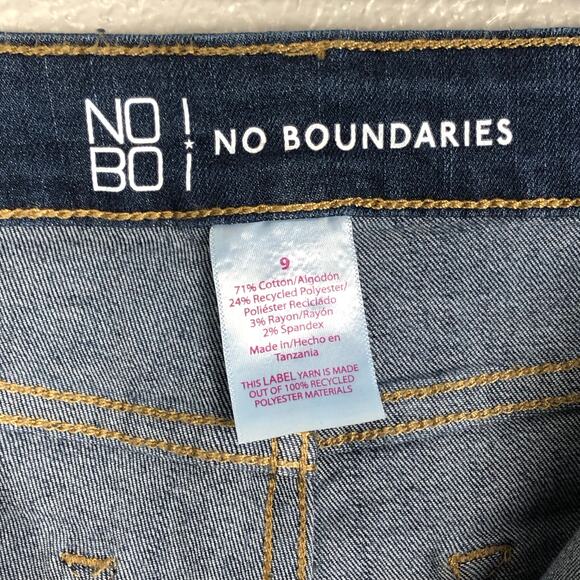 NO
BO
NO BOUNDARIES
9
71% Cotton/Algodón
24% Recycled Polyester/
Poliéster Reciclado
3% Rayon/Rayón
2% Spandex
Made in/Hecho en
Tanzania
THIS LABEL YARN IS MADE
OUT OF 100% RECYCLED
POLYESTER MATERIALS